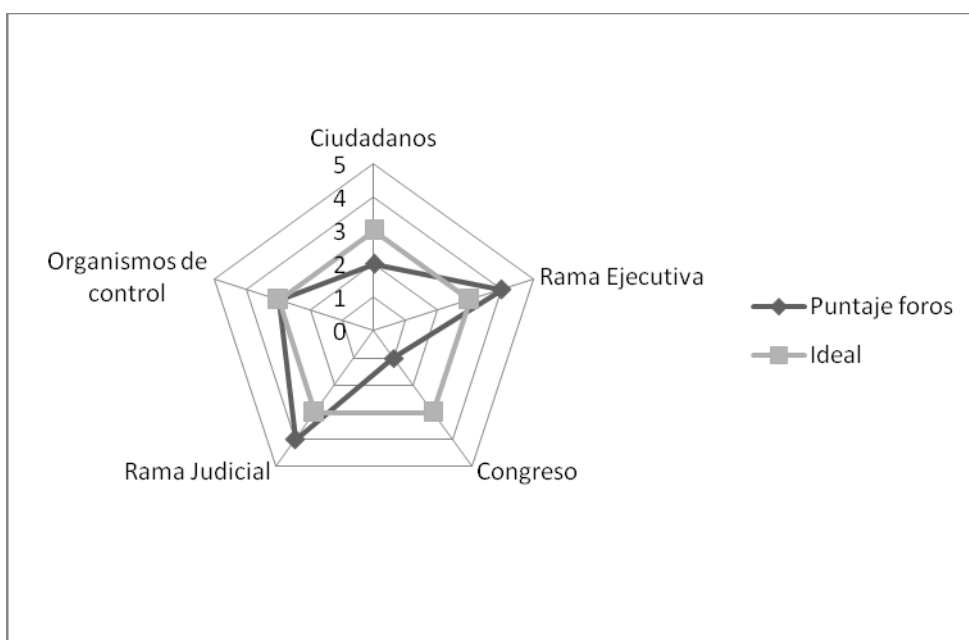 Ciudadanos
5
4
3
2
1
0
Organismos de
control
Rama Ejecutiva
Rama Judicial
Congreso
Puntaje foros
Ideal